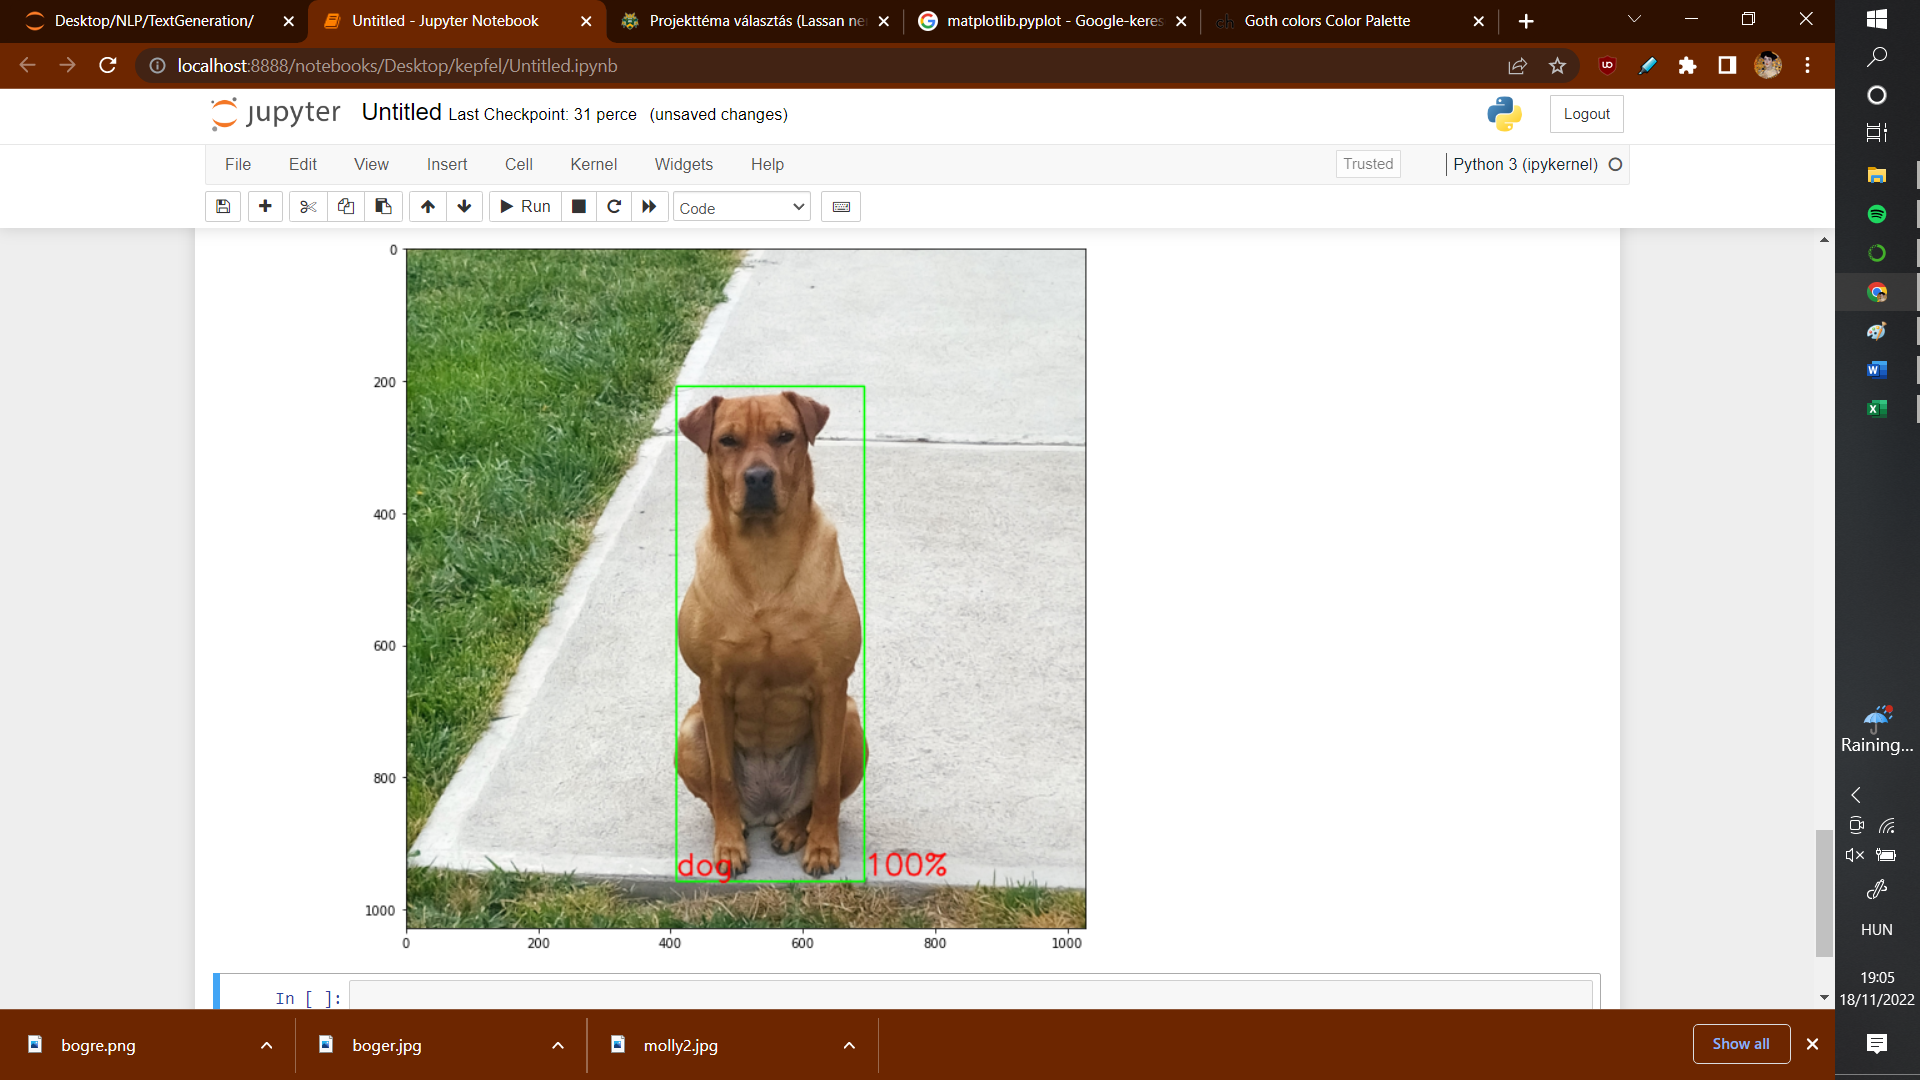 Desktop/NLP/TextGeneration/
Untitled - Jupyter Notebook
Projekttéma választás (Lassan ne
matplotlib.pyplot - Google-keres
Goth colors Color Palette
localhost:8888/notebooks/Desktop/kepfel/Untitled.ipynb
jupyter Untitled Last Checkpoint: 31 perce (unsaved changes)
Logout
File Edit View Insert Cell Kernel Widgets Help
Trusted
Python 3 (ipykernel)
Run
Code
0
200
400
600
800
1000
dog
100%
0 200 400 600 800 1000
In [ ]:
Raining...
HUN
19:05
18/11/2022
bogre.png
boger.jpg
molly2.jpg
Show all